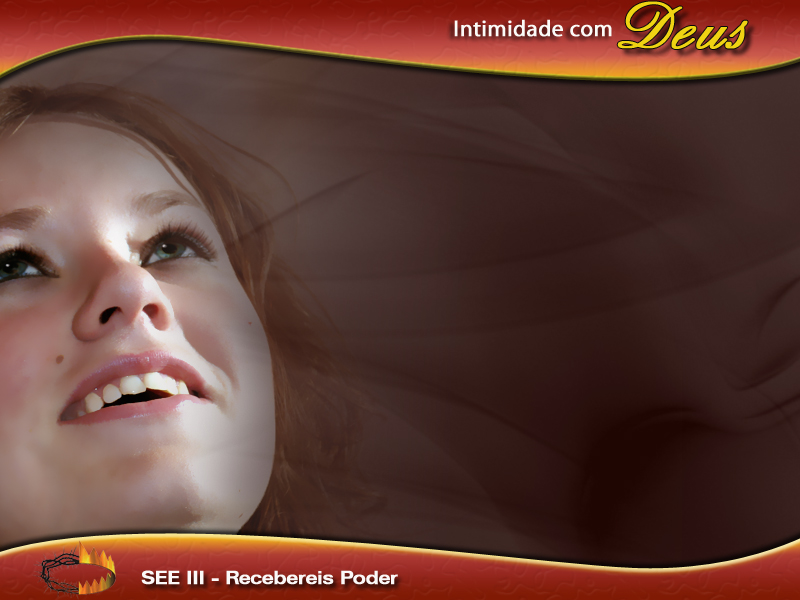 Intimidade com Deus
SEE III - Recebereis Poder